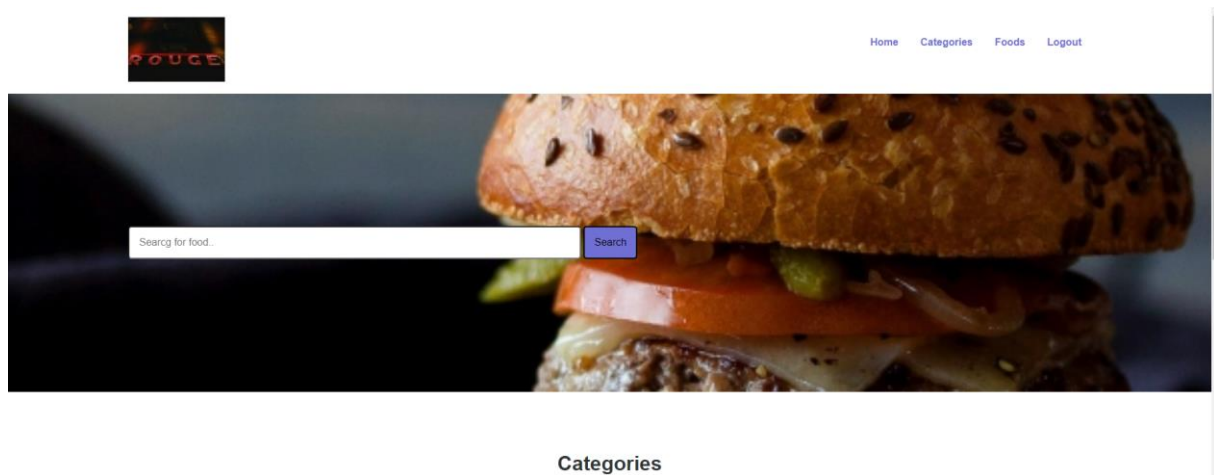 ROUGE
Home Categories Foods Logout
Searcg for food..
Search
Categories